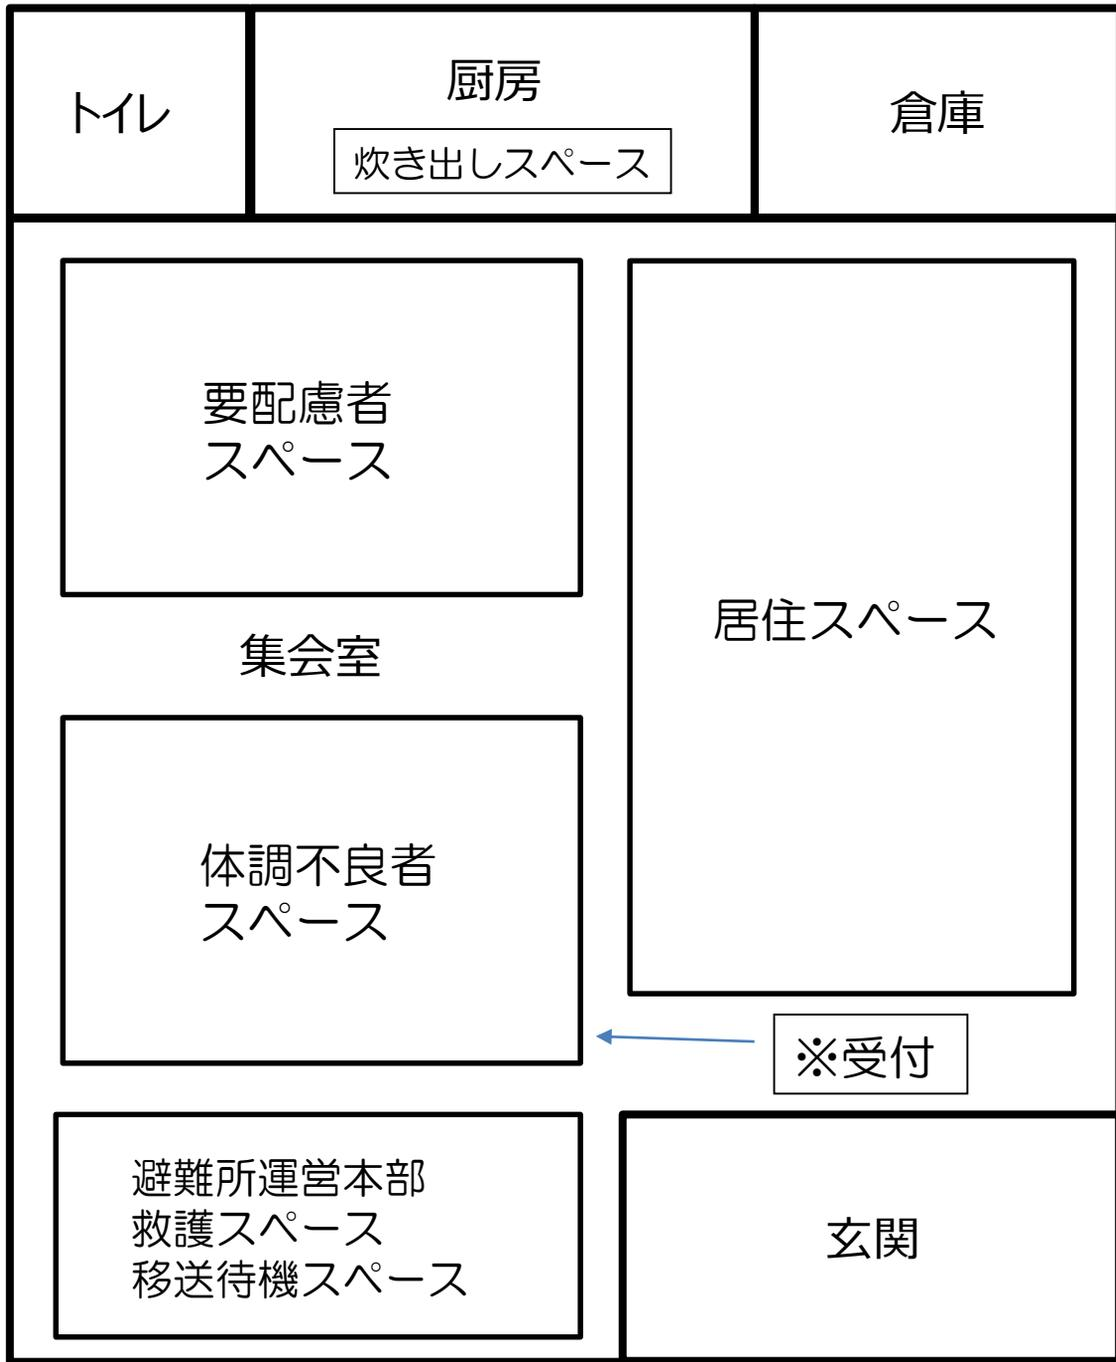 トイレ
厨房
炊き出しスペース
倉庫
要配慮者
スペース
居住スペース
集会室
体調不良者
スペース
※受付
避難所運営本部
救護スペース
移送待機スペース
玄関